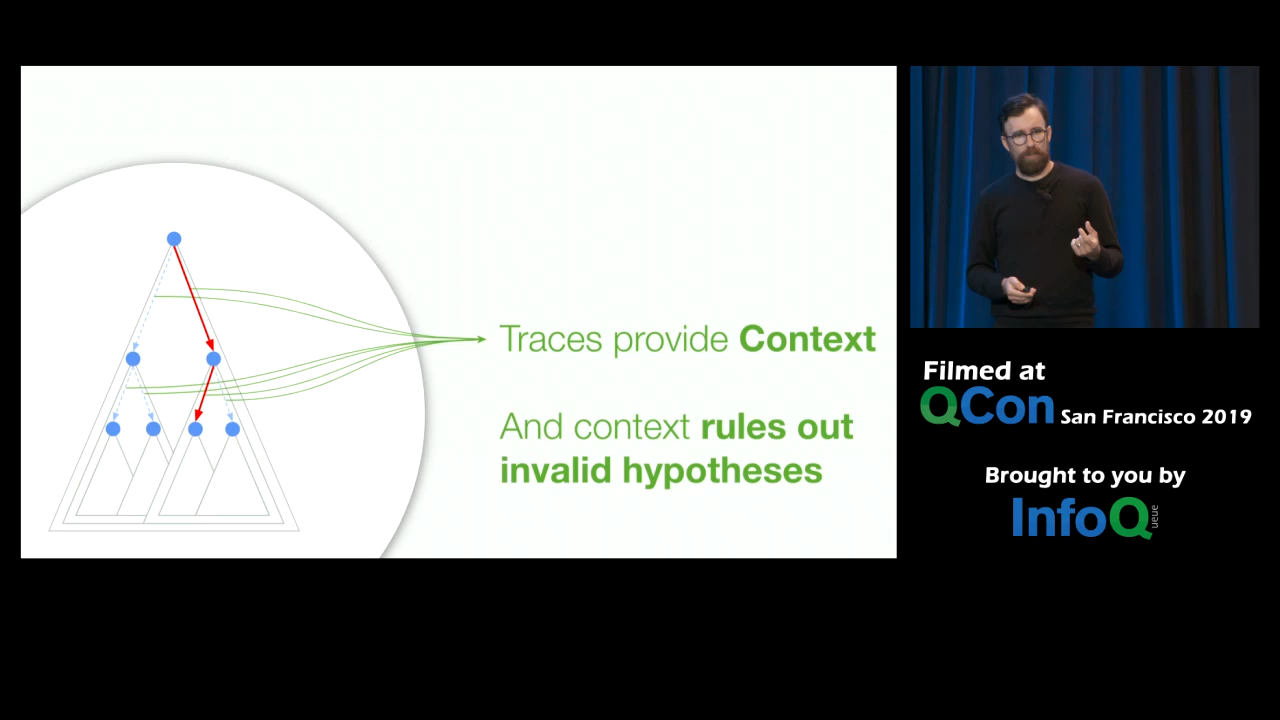 Traces provide Context
And context rules out
invalid hypotheses
Filmed at
QCon San Francisco 2019
Brought to you by
InfoQ
queue